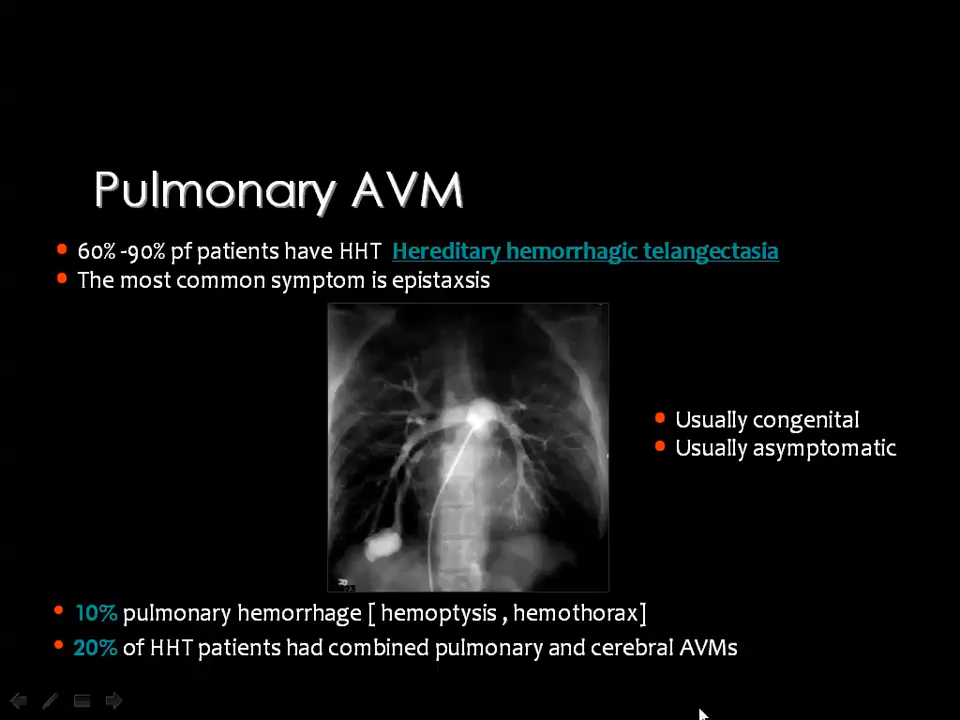 Pulmonary AVM
60% -90% pf patients have HHT Hereditary hemorrhagic telangectasia
The most common symptom is epistaxsis
Usually congenital
Usually asymptomatic
10% pulmonary hemorrhage [ hemoptysis , hemothorax]
20% of HHT patients had combined pulmonary and cerebral AVMs